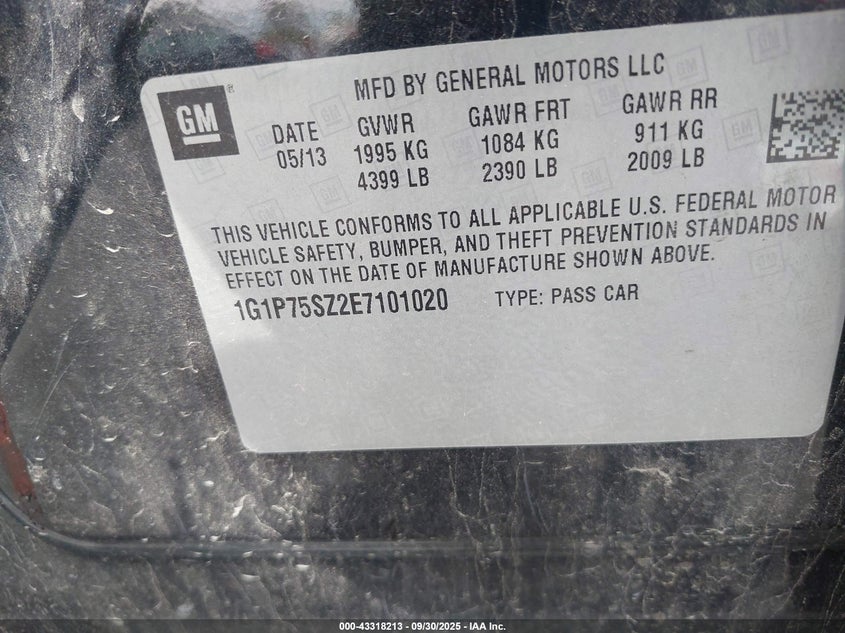 GM
®
MFD BY GENERAL MOTORS LLC
DATE GVWR GAWR FRT GAWR RR
05/13 1995 KG 1084 KG 911 KG
4399 LB 2390 LB 2009 LB
THIS VEHICLE CONFORMS TO ALL APPLICABLE U.S. FEDERAL MOTOR
VEHICLE SAFETY, BUMPER, AND THEFT PREVENTION STANDARDS IN
EFFECT ON THE DATE OF MANUFACTURE SHOWN ABOVE.
1G1P75SZ2E7101020 TYPE: PASS CAR
000-43318213 - 09/30/2025 - IAA Inc.